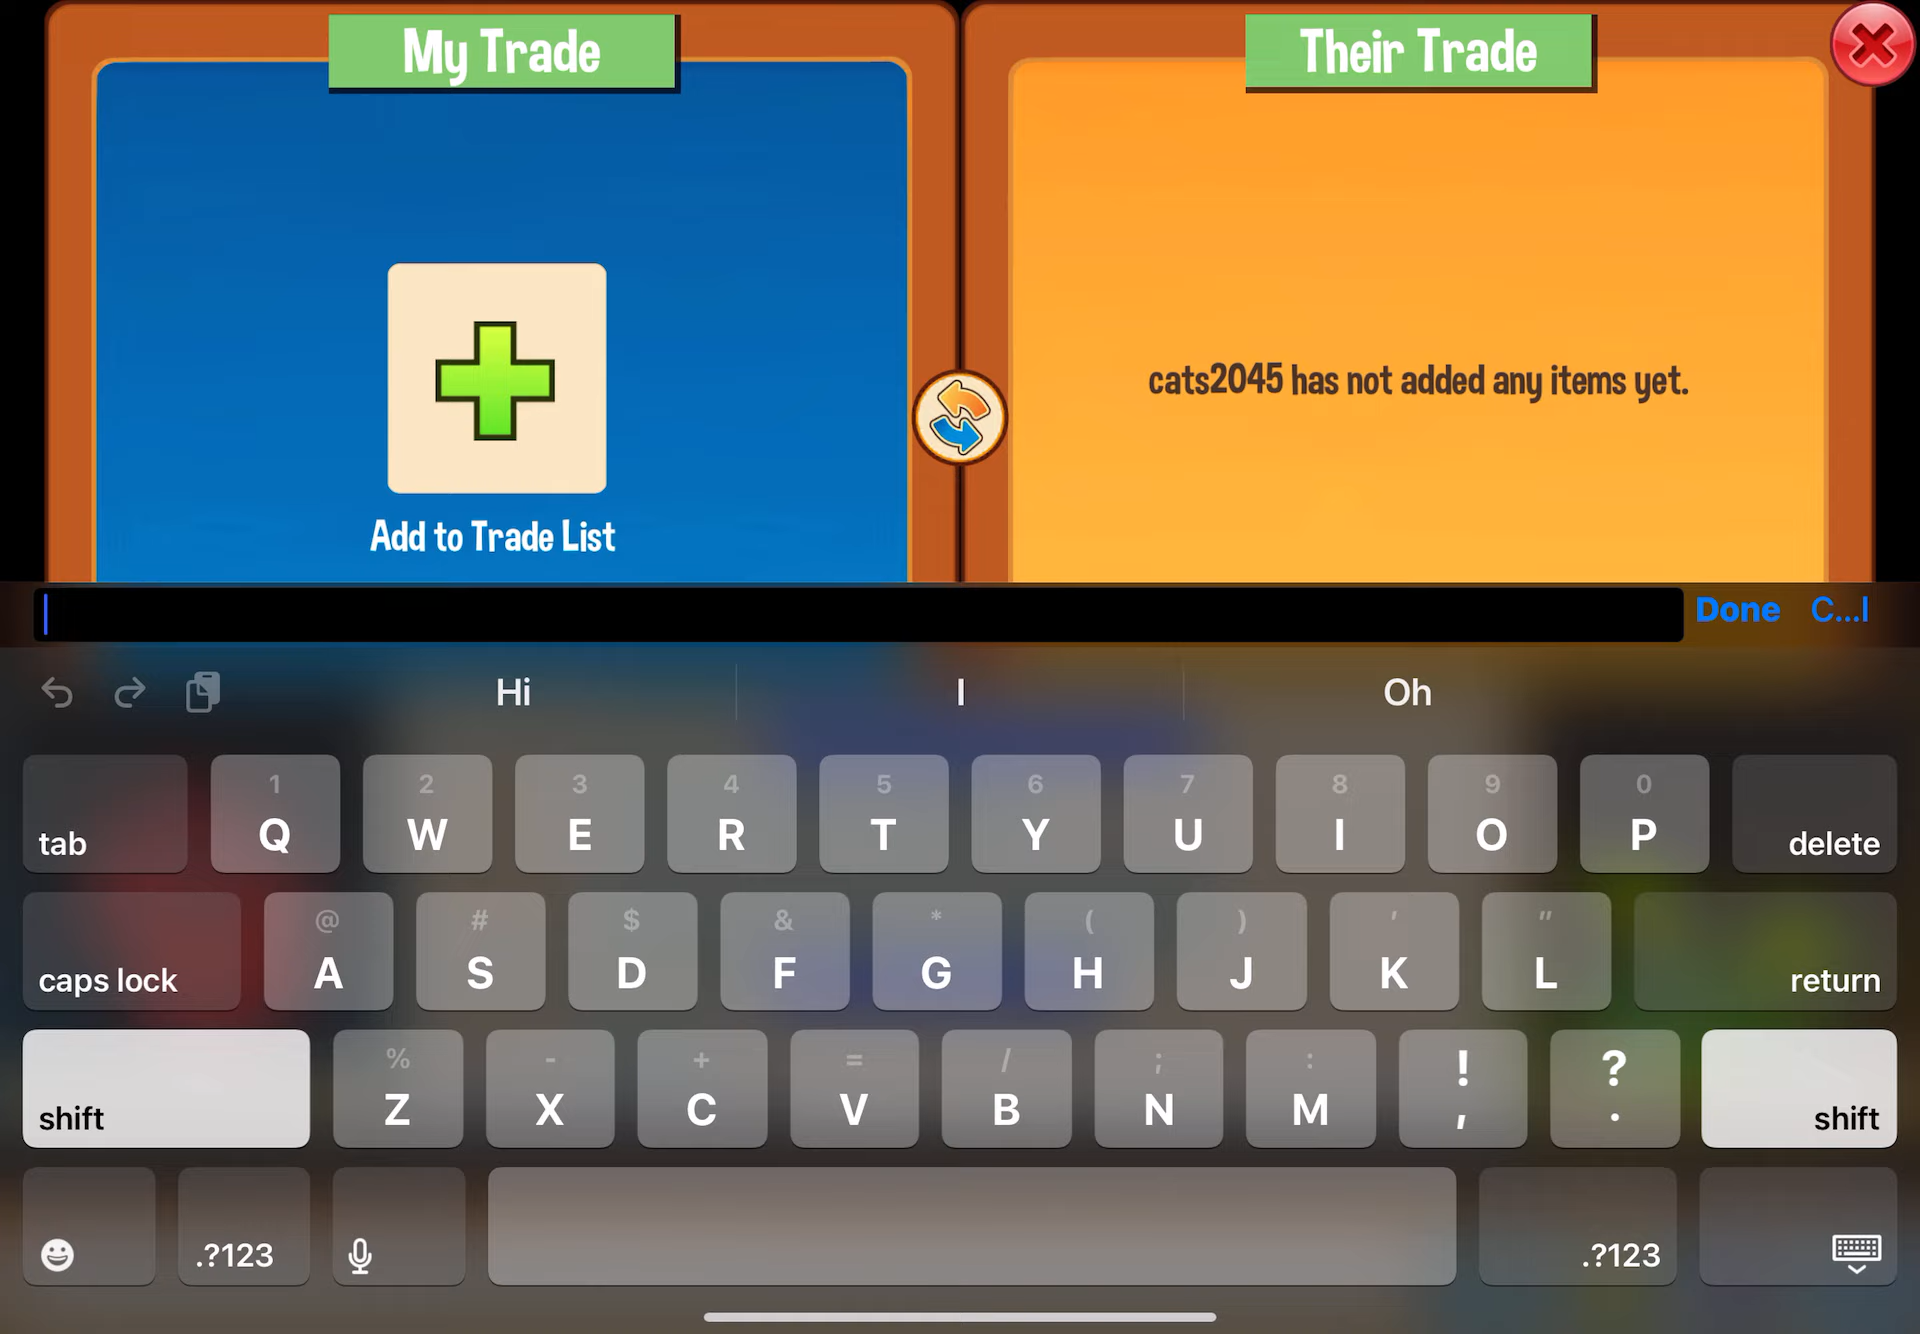 My Trade
Their Trade
cats2045 has not added any items yet.
Add to Trade List
Done C...l
Hi I Oh
1 2 3 4 5 6 7 8 9 0
tab Q W E R T Y U I O P delete
@ # $ & * ( ) ' "
caps lock A S D F G H J K L return
% - + = / ; : ! ?
shift Z X C V B N M , . shift
.?123 .?123